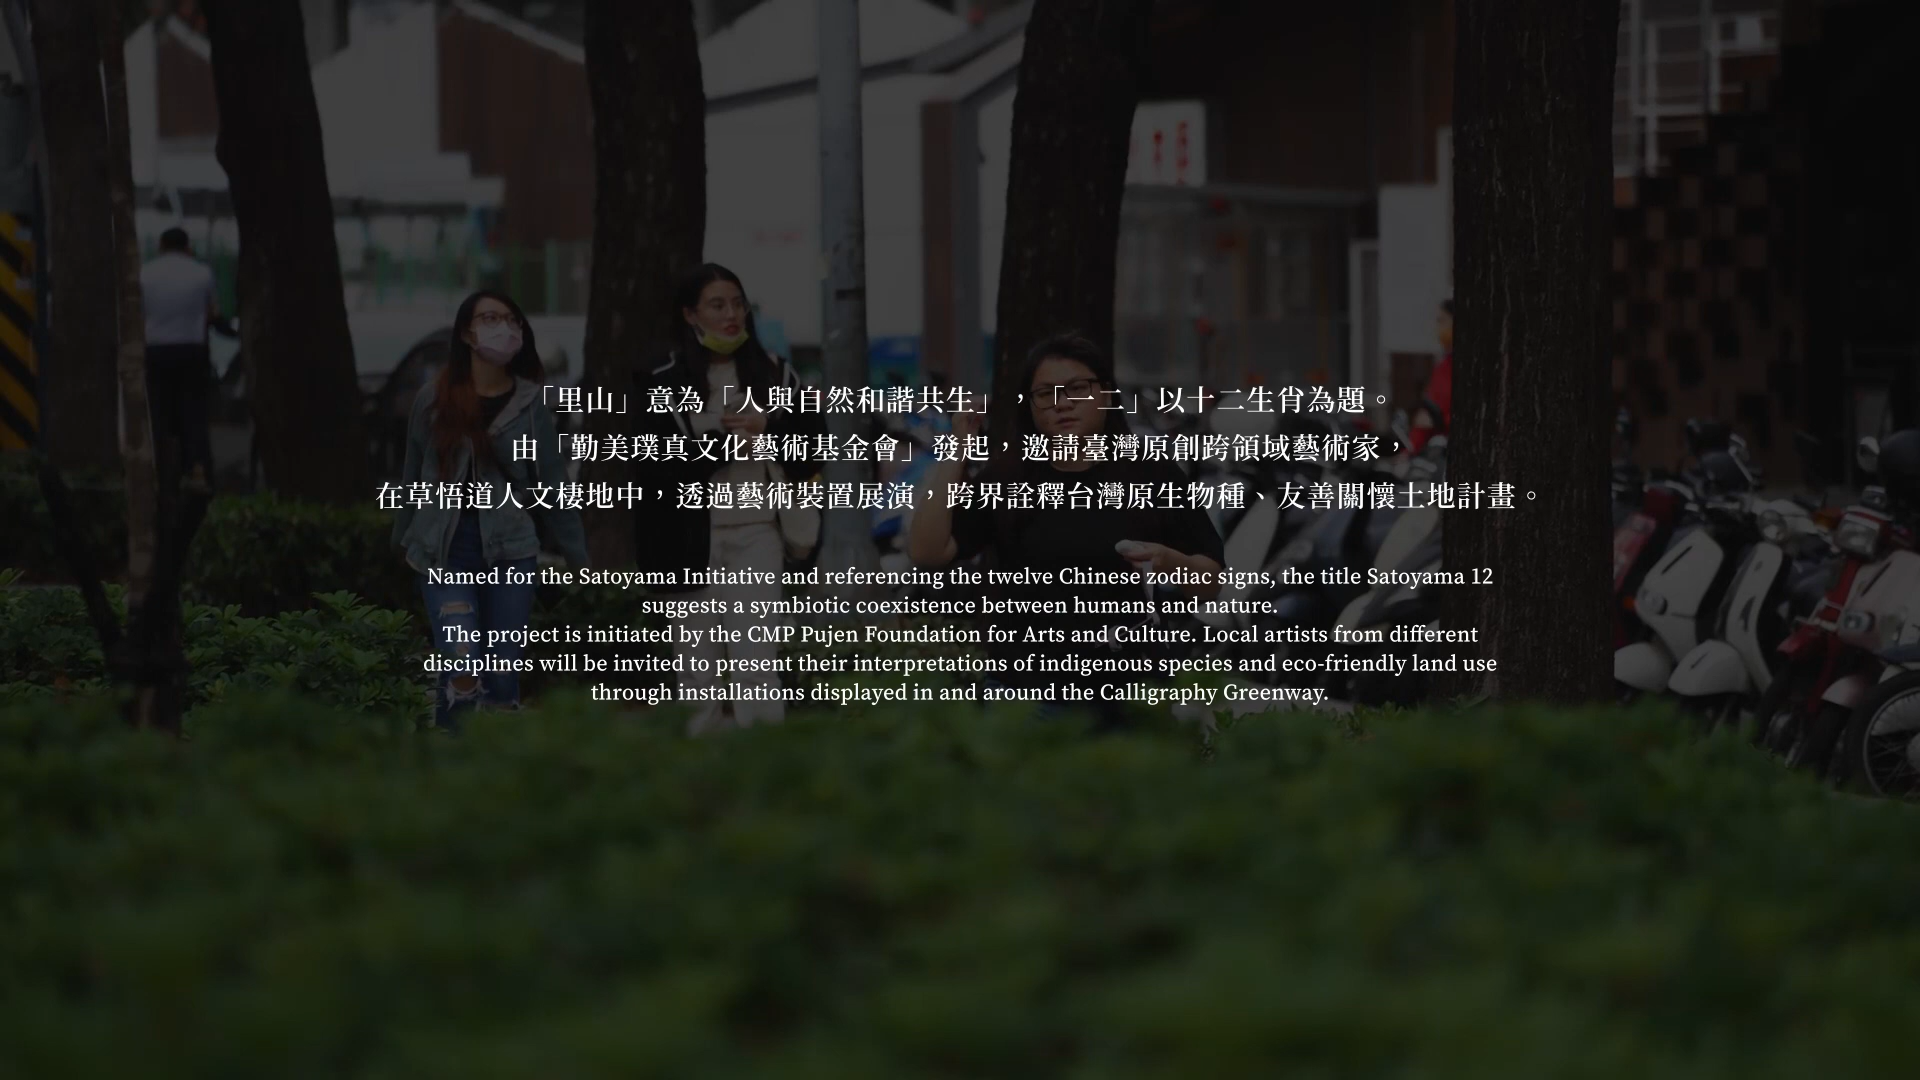 「里山」意為「人與自然和諧共生」，「一二」以十二生肖為題。
由「勤美璞真文化藝術基金會」發起，邀請臺灣原創跨領域藝術家，
在草悟道人文棲地中，透過藝術裝置展演，跨界詮釋台灣原生物種、友善關懷土地計畫。
Named for the Satoyama Initiative and referencing the twelve Chinese zodiac signs, the title Satoyama 12
suggests a symbiotic coexistence between humans and nature.
The project is initiated by the CMP Pujen Foundation for Arts and Culture. Local artists from different
disciplines will be invited to present their interpretations of indigenous species and eco-friendly land use
through installations displayed in and around the Calligraphy Greenway.